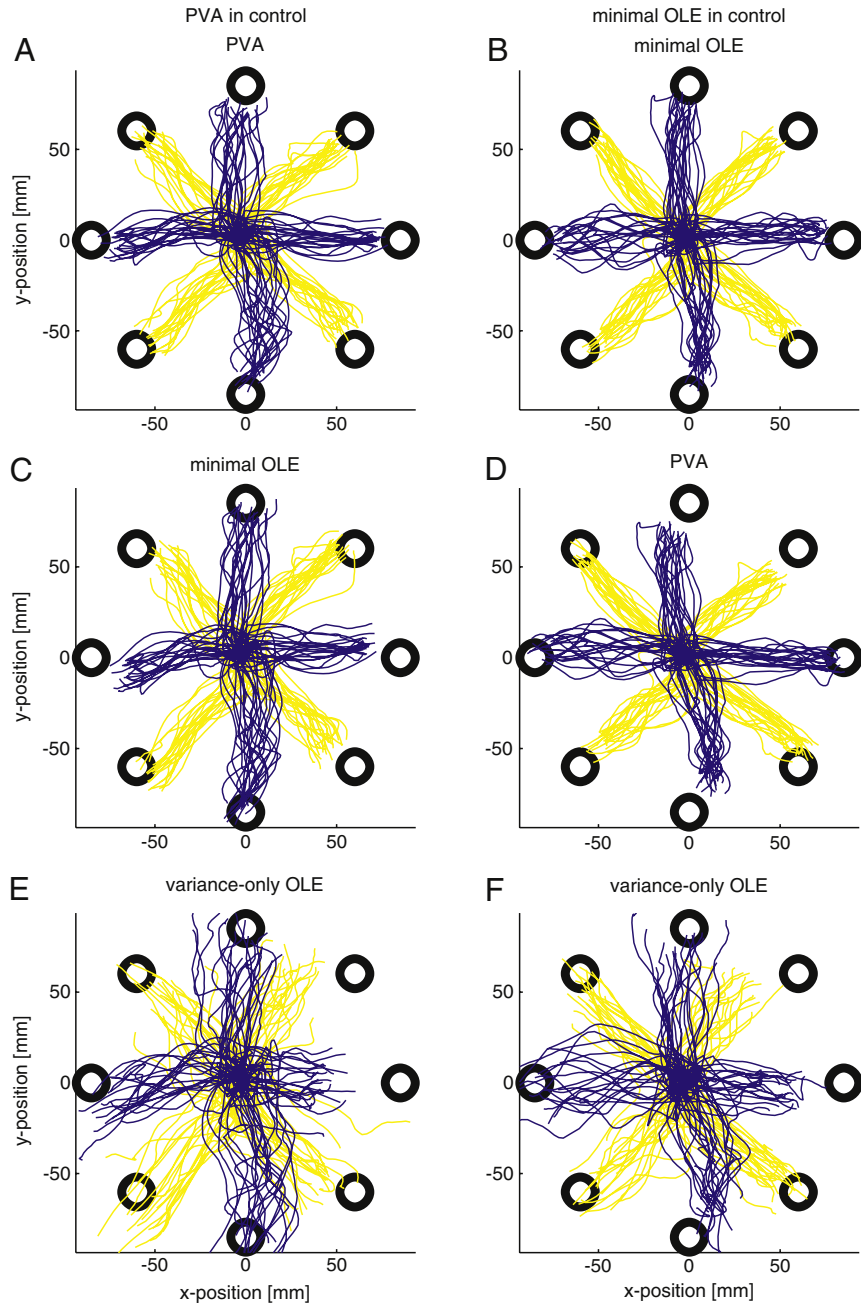 PVA in control
minimal OLE in control
A
PVA
B
minimal OLE
y-position [mm]
50
0
-50
-50
0
50
50
0
-50
-50
0
50
C
minimal OLE
D
PVA
y-position [mm]
50
0
-50
-50
0
50
50
0
-50
-50
0
50
E
variance-only OLE
F
variance-only OLE
y-position [mm]
50
0
-50
-50
0
50
x-position [mm]
50
0
-50
-50
0
50
x-position [mm]